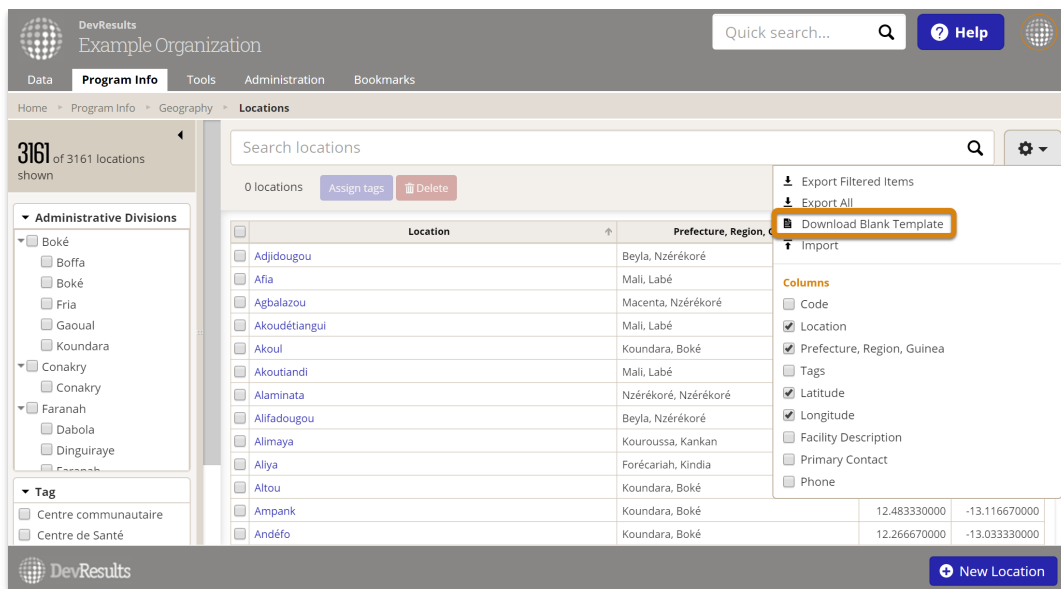 DevResults
Example Organization
Quick search...
Help
Data Program Info Tools Administration Bookmarks
Home Program Info Geography Locations
3161 of 3161 locations
shown
Administrative Divisions
Boké
Boffa
Boké
Fria
Gaoual
Koundara
Conakry
Conakry
Faranah
Dabola
Dinguiraye
Faranah
Tag
Centre communautaire
Centre de Santé
Search locations
0 locations Assign tags Delete
Location Prefecture, Region,
Adjidougou Beyla, Nzérékoré
Afia Mali, Labé
Agbalazou Macenta, Nzérékoré
Akoudétiangui Mali, Labé
Akoul Koundara, Boké
Akoutiandi Mali, Labé
Alaminata Nzérékoré, Nzérékoré
Alifadougou Beyla, Nzérékoré
Alimaya Kouroussa, Kankan
Aliya Forécariah, Kindia
Altou Koundara, Boké
Ampank Koundara, Boké 12.483330000 -13.116670000
Andéfo Koundara, Boké 12.266670000 -13.033330000
Export Filtered Items
Export All
Download Blank Template
Import
Columns
Code
Location
Prefecture, Region, Guinea
Tags
Latitude
Longitude
Facility Description
Primary Contact
Phone
DevResults
New Location